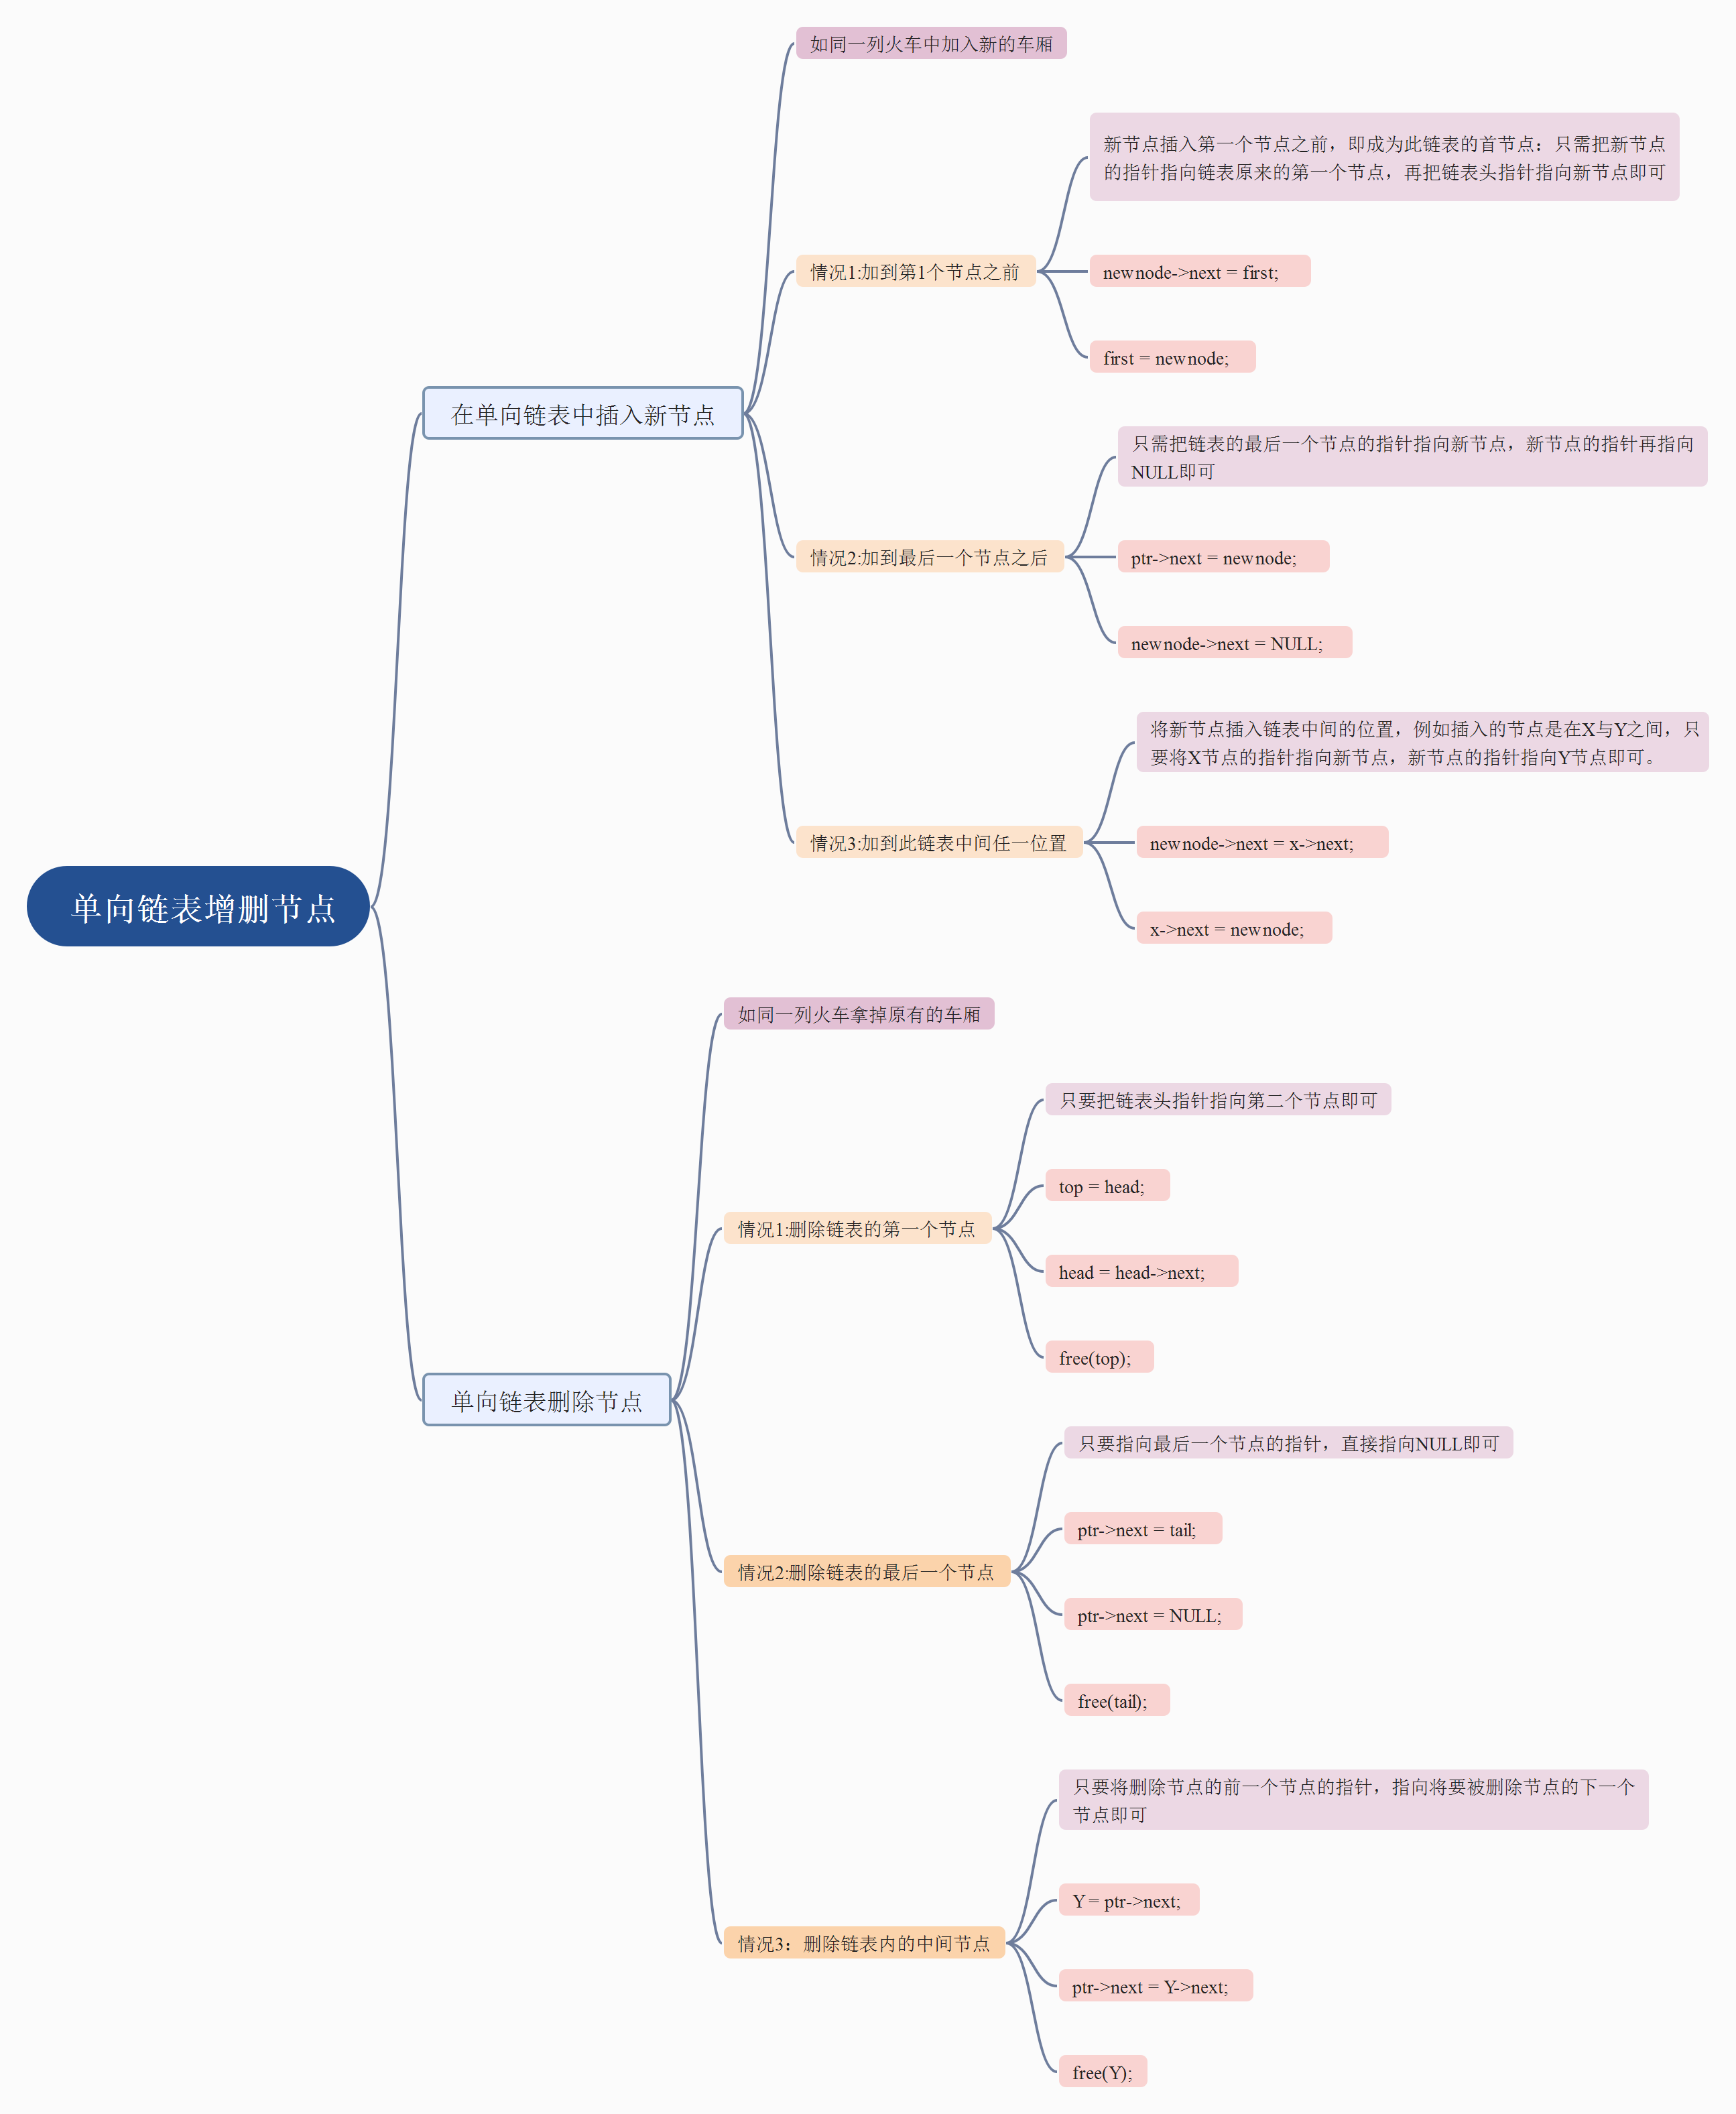 单向链表增删节点
在单向链表中插入新节点
如同一列火车中加入新的车厢
情况1:加到第1个节点之前
新节点插入第一个节点之前，即成为此链表的首节点：只需把新节点
的指针指向链表原来的第一个节点，再把链表头指针指向新节点即可
newnode->next = first;
first = newnode;
情况2:加到最后一个节点之后
只需把链表的最后一个节点的指针指向新节点，新节点的指针再指向
NULL即可
ptr->next = newnode;
newnode->next = NULL;
情况3:加到此链表中间任一位置
将新节点插入链表中间的位置，例如插入的节点是在X与Y之间，只
要将X节点的指针指向新节点，新节点的指针指向Y节点即可。
newnode->next = x->next;
x->next = newnode;
单向链表删除节点
如同一列火车拿掉原有的车厢
情况1:删除链表的第一个节点
只要把链表头指针指向第二个节点即可
top = head;
head = head->next;
free(top);
情况2:删除链表的最后一个节点
只要指向最后一个节点的指针，直接指向NULL即可
ptr->next = tail;
ptr->next = NULL;
free(tail);
情况3：删除链表内的中间节点
只要将删除节点的前一个节点的指针，指向将要被删除节点的下一个
节点即可
Y = ptr->next;
ptr->next = Y->next;
free(Y);